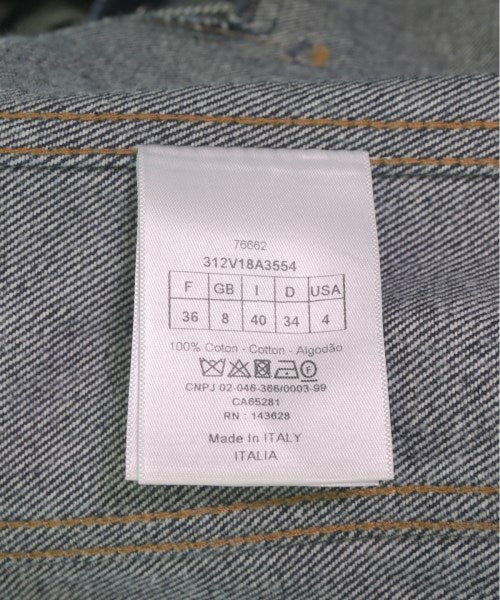 76662
312V18A3554
F GB I D USA
36 8 40 34 4
100% Coton - Cotton - Algodão
F
CNPJ 02-046-366/0003-99
CA65281
RN : 143628
Made In ITALY
ITALIA